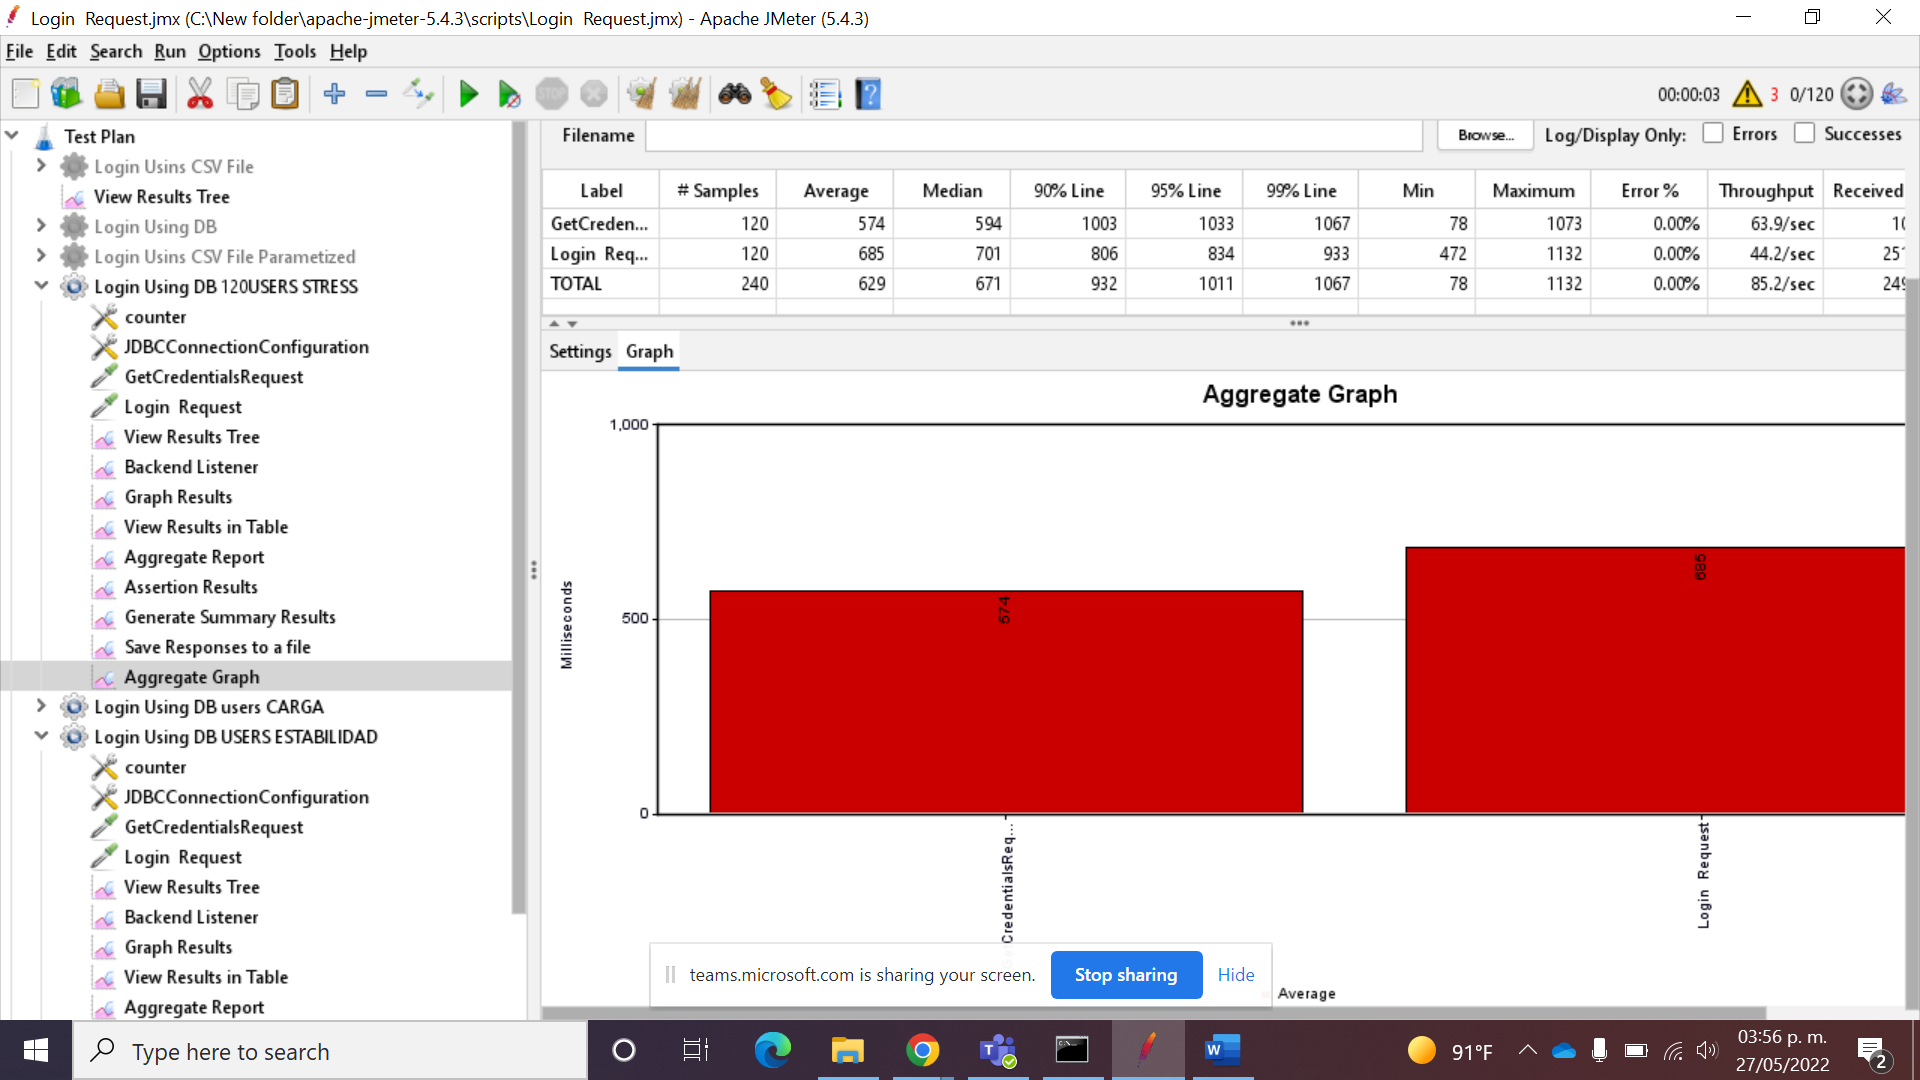 Login  Request.jmx (C:\New folder\apache-jmeter-5.4.3\scripts\Login  Request.jmx) - Apache JMeter (5.4.3)
File Edit Search Run Options Tools Help
STOP
00:00:03 3 0/120
Test Plan
Login Usins CSV File
View Results Tree
Login Using DB
Login Usins CSV File Parametized
Login Using DB 120USERS STRESS
counter
JDBCConnectionConfiguration
GetCredentialsRequest
Login  Request
View Results Tree
Backend Listener
Graph Results
View Results in Table
Aggregate Report
Assertion Results
Generate Summary Results
Save Responses to a file
Aggregate Graph
Login Using DB users CARGA
Login Using DB USERS ESTABILIDAD
counter
JDBCConnectionConfiguration
GetCredentialsRequest
Login  Request
View Results Tree
Backend Listener
Graph Results
View Results in Table
Aggregate Report
Filename Browse... Log/Display Only: Errors Successes
Label # Samples Average Median 90% Line 95% Line 99% Line Min Maximum Error % Throughput Received
GetCreden... 120 574 594 1003 1033 1067 78 1073 0.00% 63.9/sec
Login  Req... 120 685 701 806 834 933 472 1132 0.00% 44.2/sec
TOTAL 240 629 671 932 1011 1067 78 1132 0.00% 85.2/sec
Settings Graph
Aggregate Graph
1,000
500
0
Milliseconds
574
685
CredentialsReq...
Login  Request
Average
teams.microsoft.com is sharing your screen. Stop sharing Hide
Type here to search
91°F
03:56 p. m.
27/05/2022
2